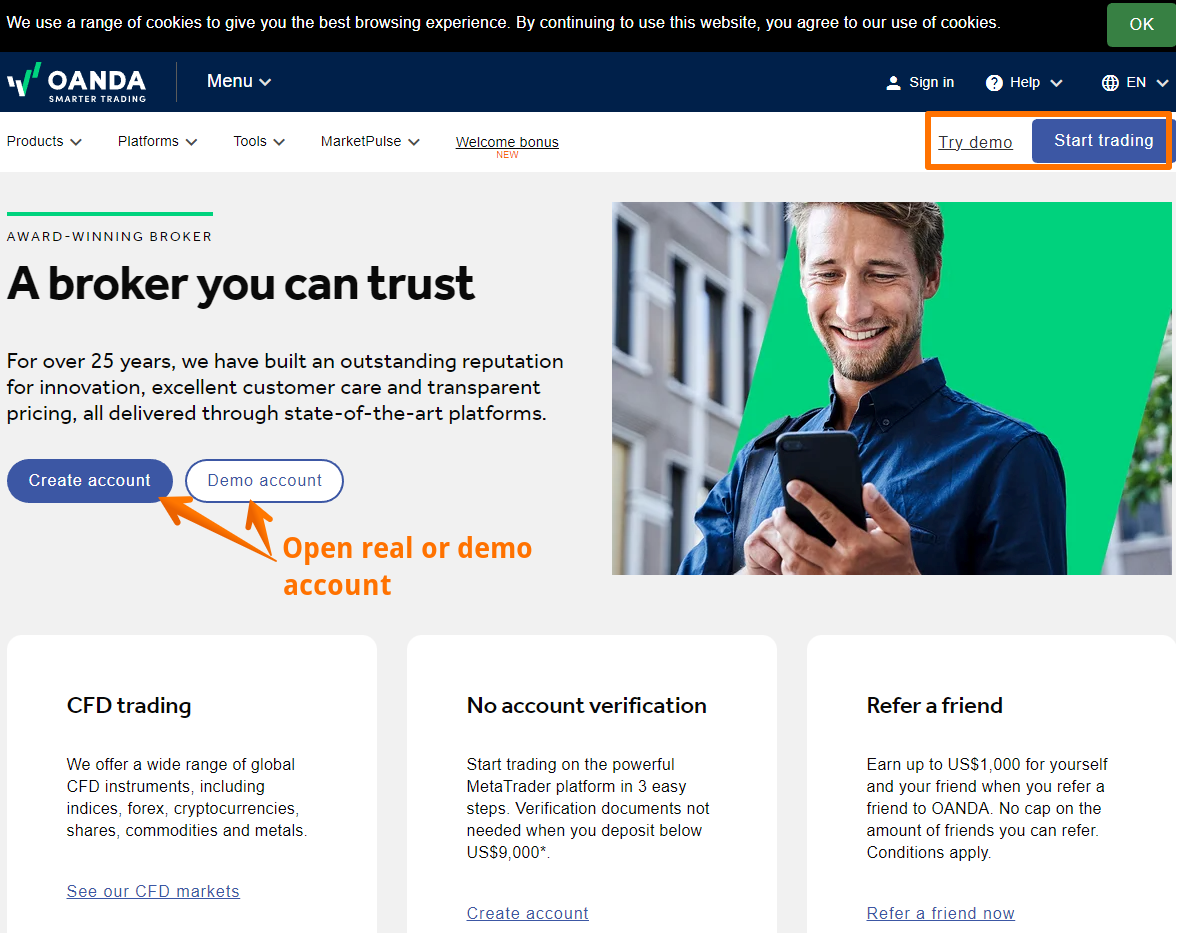 We use a range of cookies to give you the best browsing experience. By continuing to use this website, you agree to our use of cookies.
OK
OANDA
SMARTER TRADING
Menu
Sign in
Help
EN
Products
Platforms
Tools
MarketPulse
Welcome bonus
NEW
Try demo
Start trading
AWARD-WINNING BROKER
A broker you can trust
For over 25 years, we have built an outstanding reputation
for innovation, excellent customer care and transparent
pricing, all delivered through state-of-the-art platforms.
Create account
Demo account
Open real or demo
account
CFD trading
We offer a wide range of global
CFD instruments, including
indices, forex, cryptocurrencies,
shares, commodities and metals.
See our CFD markets
No account verification
Start trading on the powerful
MetaTrader platform in 3 easy
steps. Verification documents not
needed when you deposit below
US$9,000*.
Create account
Refer a friend
Earn up to US$1,000 for yourself
and your friend when you refer a
friend to OANDA. No cap on the
amount of friends you can refer.
Conditions apply.
Refer a friend now